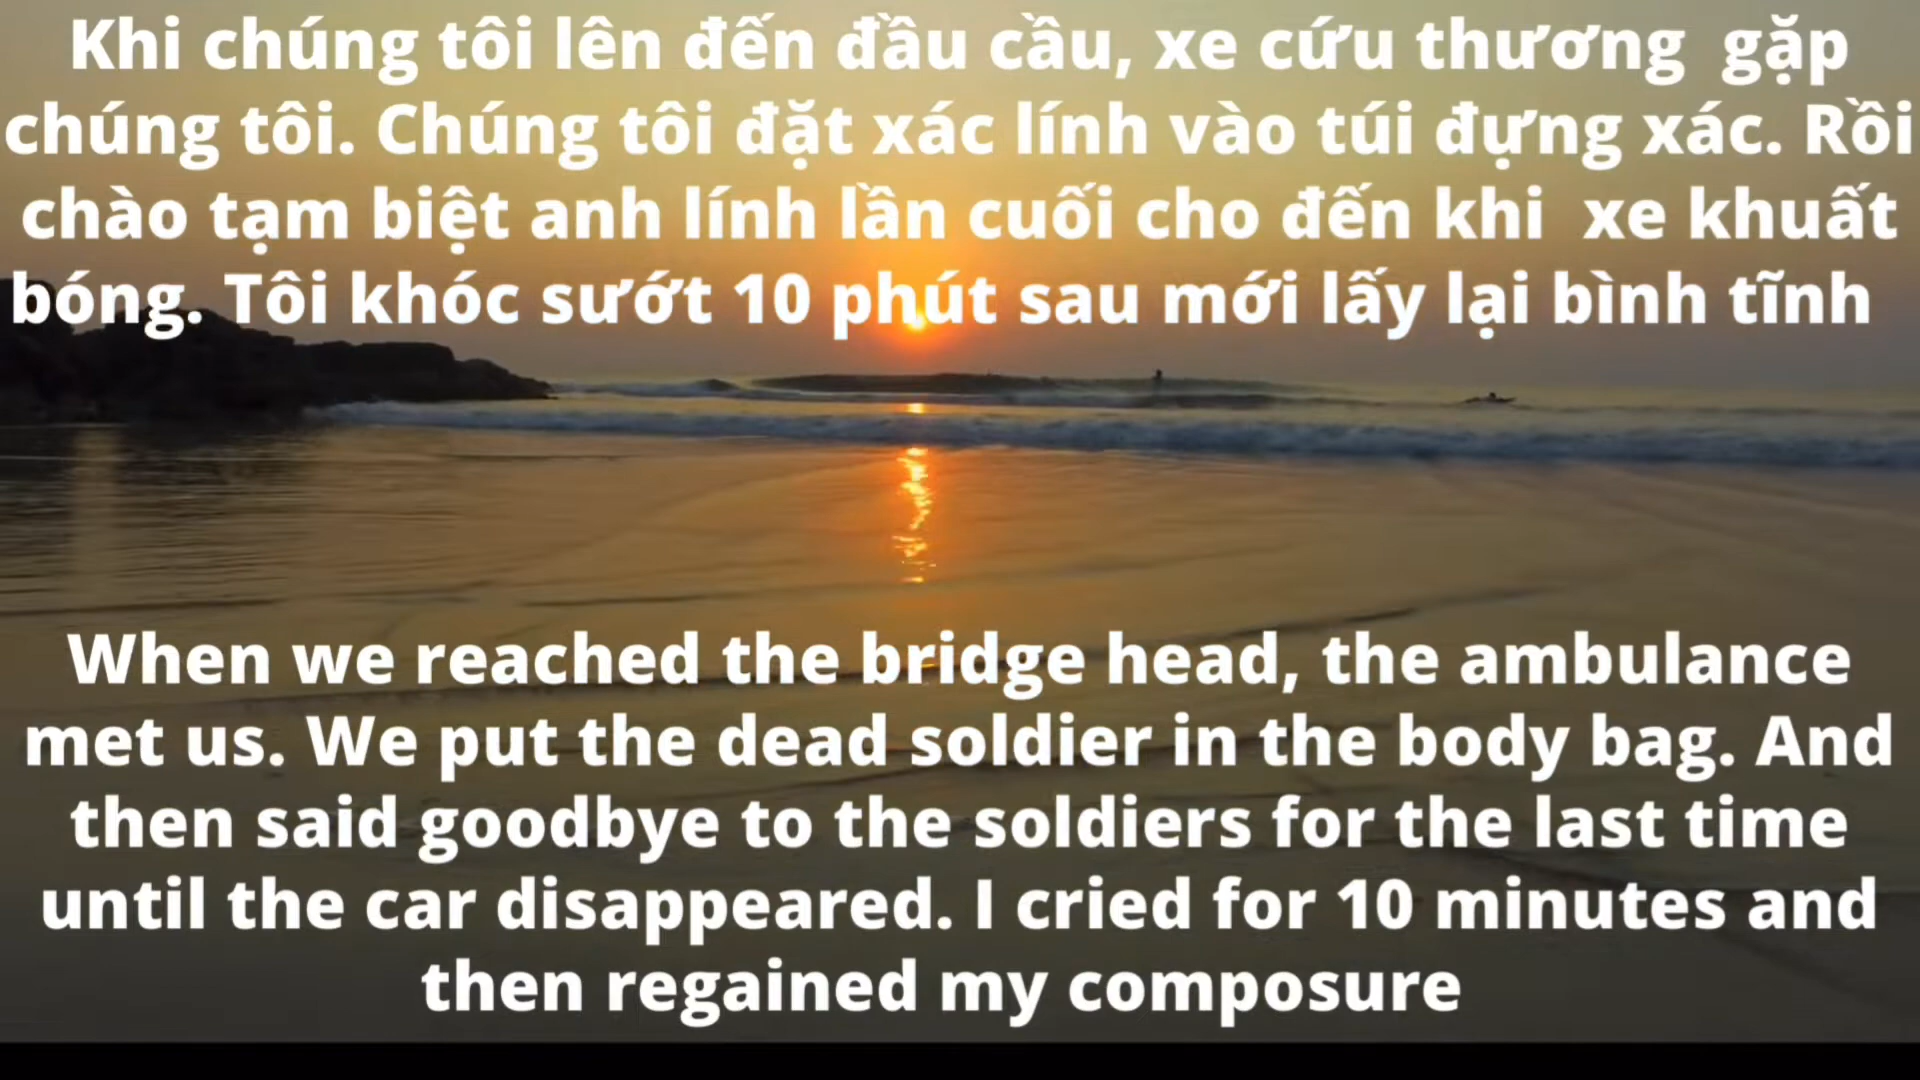 Khi chúng tôi lên đến đầu cầu, xe cứu thương gặp
chúng tôi. Chúng tôi đặt xác lính vào túi đựng xác. Rồi
chào tạm biệt anh lính lần cuối cho đến khi xe khuất
bóng. Tôi khóc sướt 10 phút sau mới lấy lại bình tĩnh
When we reached the bridge head, the ambulance
met us. We put the dead soldier in the body bag. And
then said goodbye to the soldiers for the last time
until the car disappeared. I cried for 10 minutes and
then regained my composure